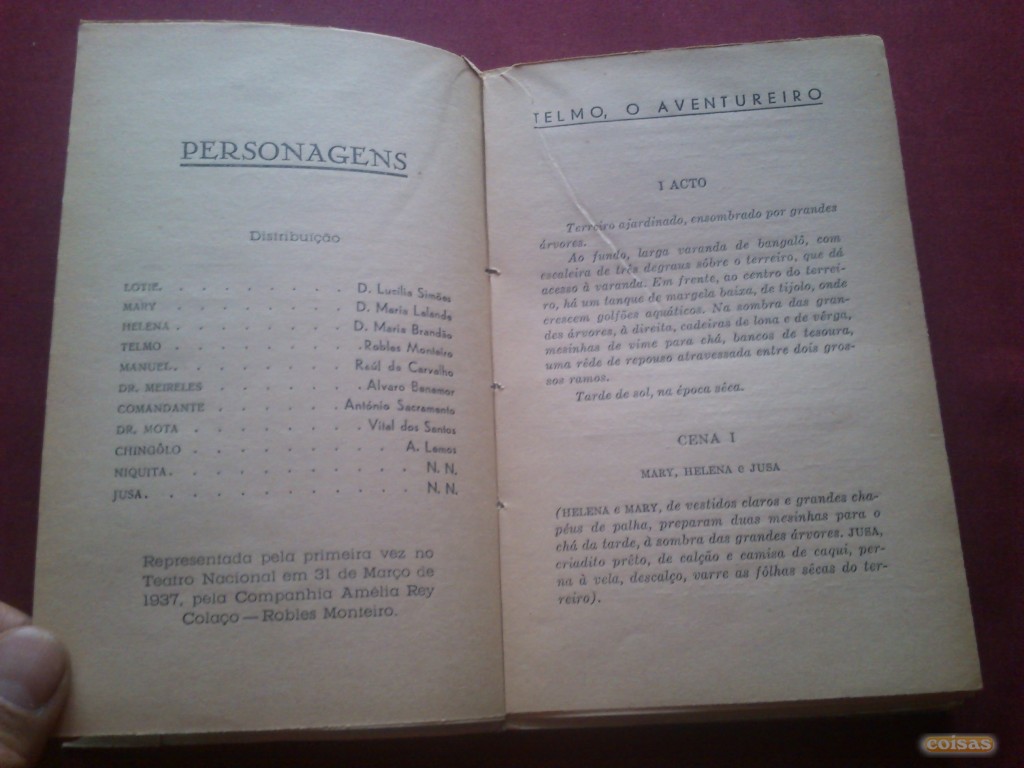 PERSONAGENS
Distribuição
LOTIE. . . . . . . . . D. Lucília Simões
MARY . . . . . . . . D. Maria Lalande
HELENA . . . . . . . . D. Maria Brandão
TELMO . . . . . . . . . Robles Monteiro
MANUEL. . . . . . . . Raúl de Carvalho
DR. MEIRELES . . . . . . . Alvaro Benamor
COMANDANTE . . . . . . António Sacramento
DR. MOTA . . . . . . . . Vital dos Santos
CHINGÔLO . . . . . . . . . A. Lemos
NIQUITA. . . . . . . . . . . N. N.
JUSA. . . . . . . . . . . . N. N.
Representada pela primeira vez no
Teatro Nacional em 31 de Março de
1937, pela Companhia Amélia Rey
Colaço — Robles Monteiro.
TELMO, O AVENTUREIRO
I ACTO
Terreiro ajardinado, ensombrado por grandes
árvores.
Ao fundo, larga varanda de bangalô, com
escaleira de três degraus sôbre o terreiro, que dá
acesso à varanda. Em frente, ao centro do terrei-
ro, há um tanque de margela baixa, de tijolo, onde
crescem golfões aquáticos. Na sombra das gran-
des árvores, à direita, cadeiras de lona e de vêrga,
mesinhas de vime para chá, bancos de tesoura,
uma rêde de repouso atravessada entre dois gros-
sos ramos.
Tarde de sol, na época sêca.
CENA I
MARY, HELENA e JUSA
(HELENA e MARY, de vestidos claros e grandes cha-
péus de palha, preparam duas mezinhas para o
chá da tarde, à sombra das grandes árvores. JUSA,
criadito prêto, de calção e camisa de caqui, per-
na à vela, descalço, varre as fôlhas sêcas do ter-
reiro).
coisas